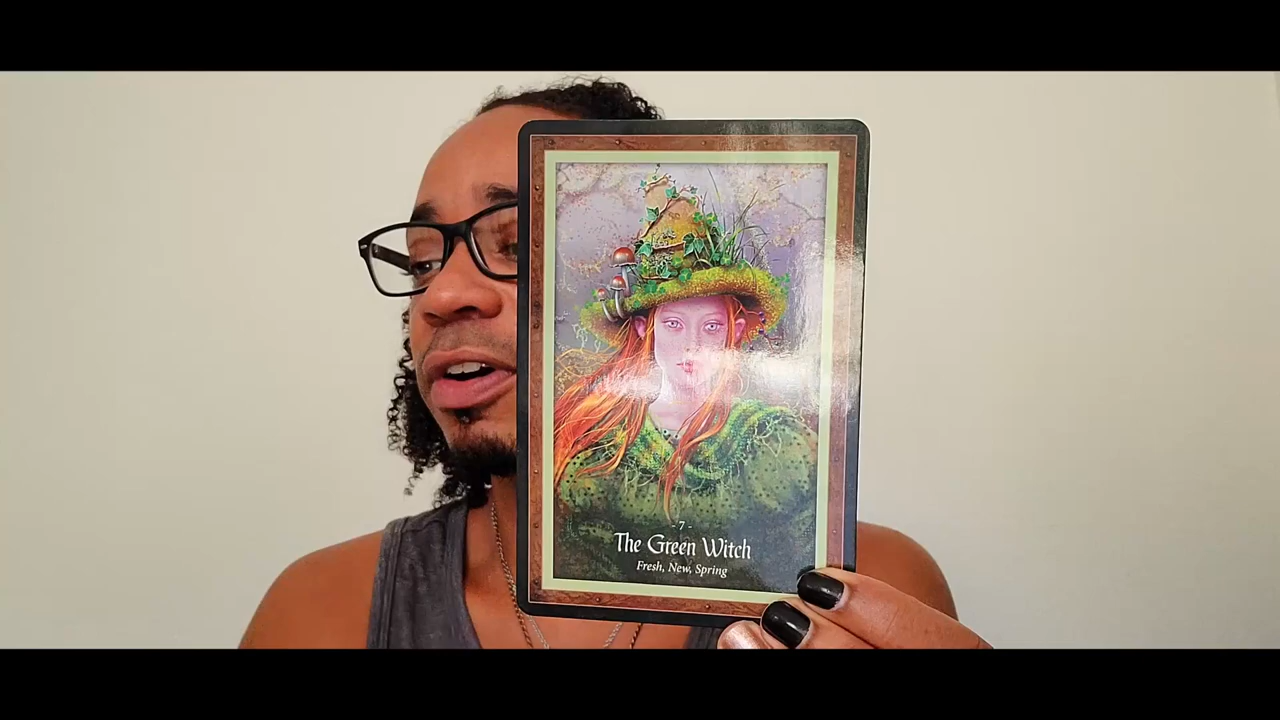 - 7 -
The Green Witch
Fresh, New, Spring